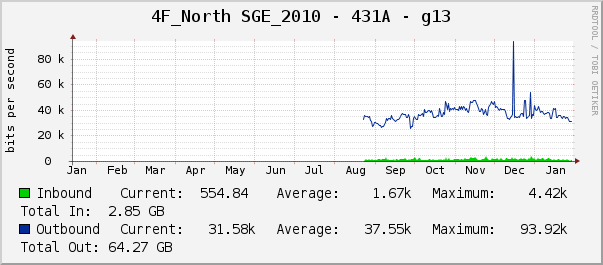 4F_North SGE_2010 - 431A - g13
RRDTOOL / TOBI OETIKER
bits per second
80 k
60 k
40 k
20 k
0
Jan Feb Mar Apr May Jun Jul Aug Sep Oct Nov Dec Jan
Inbound Current: 554.84 Average: 1.67k Maximum: 4.42k
Total In: 2.85 GB
Outbound Current: 31.58k Average: 37.55k Maximum: 93.92k
Total Out: 64.27 GB